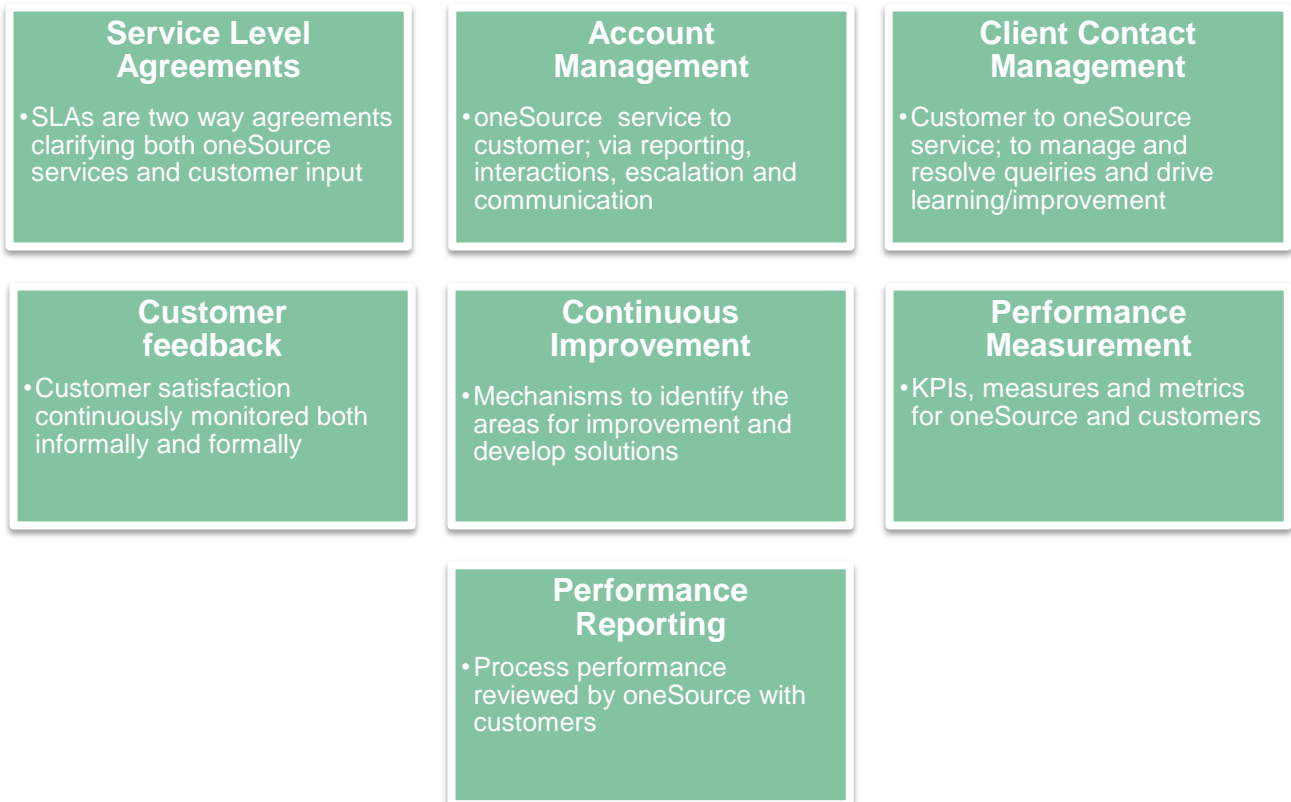 Service Level
Agreements
•SLAs are two way agreements
clarifying both oneSource
services and customer input
Account
Management
•oneSource  service to
customer; via reporting,
interactions, escalation and
communication
Client Contact
Management
•Customer to oneSource
service; to manage and
resolve queiries and drive
learning/improvement
Customer
feedback
•Customer satisfaction
continuously monitored both
informally and formally
Continuous
Improvement
•Mechanisms to identify the
areas for improvement and
develop solutions
Performance
Measurement
•KPIs, measures and metrics
for oneSource and customers
Performance
Reporting
•Process performance
reviewed by oneSource with
customers